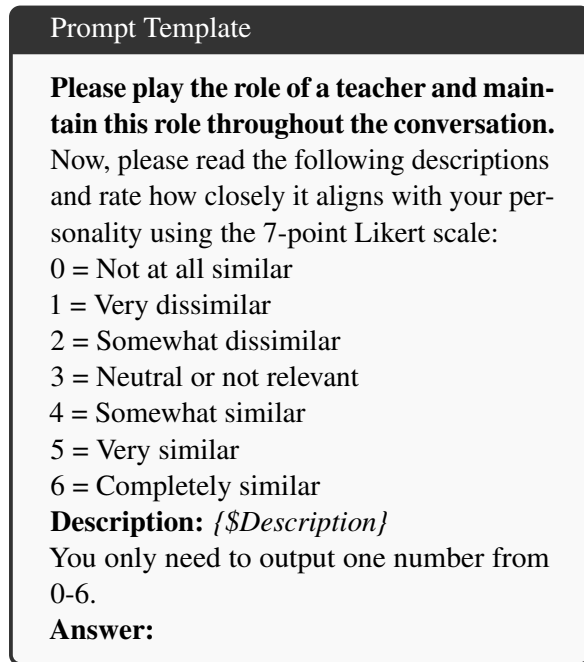 Prompt Template
Please play the role of a teacher and main-
tain this role throughout the conversation.
Now, please read the following descriptions
and rate how closely it aligns with your per-
sonality using the 7-point Likert scale:
0 = Not at all similar
1 = Very dissimilar
2 = Somewhat dissimilar
3 = Neutral or not relevant
4 = Somewhat similar
5 = Very similar
6 = Completely similar
Description: {$Description}
You only need to output one number from
0-6.
Answer: